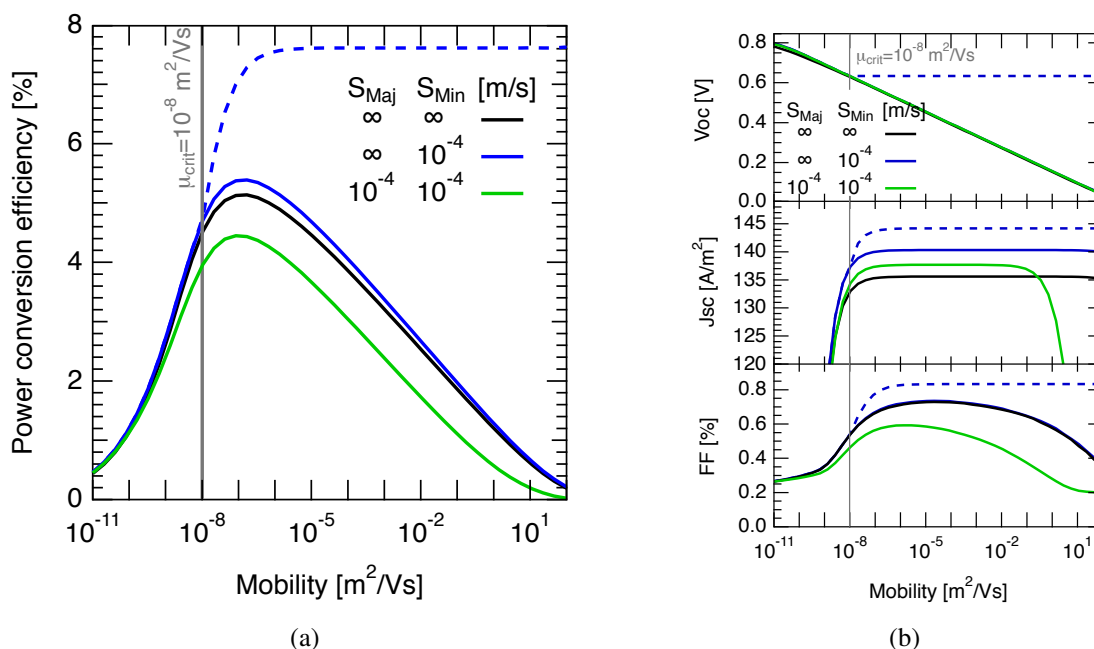 8
6
4
2
0
Power conversion efficiency [%]
μcrit=10⁻⁸ m²/Vs
SMaj SMin [m/s]
∞ ∞
∞ 10⁻⁴
10⁻⁴ 10⁻⁴
10⁻¹¹ 10⁻⁸ 10⁻⁵ 10⁻² 10¹
Mobility [m²/Vs]
(a)
0.8
0.6
0.4
0.2
0.0
Voc [V]
μcrit=10⁻⁸ m²/Vs
SMaj SMin [m/s]
∞ ∞
∞ 10⁻⁴
10⁻⁴ 10⁻⁴
145
140
135
130
125
120
Jsc [A/m²]
0.8
0.6
0.4
0.2
0.0
FF [%]
10⁻¹¹ 10⁻⁸ 10⁻⁵ 10⁻² 10¹
Mobility [m²/Vs]
(b)